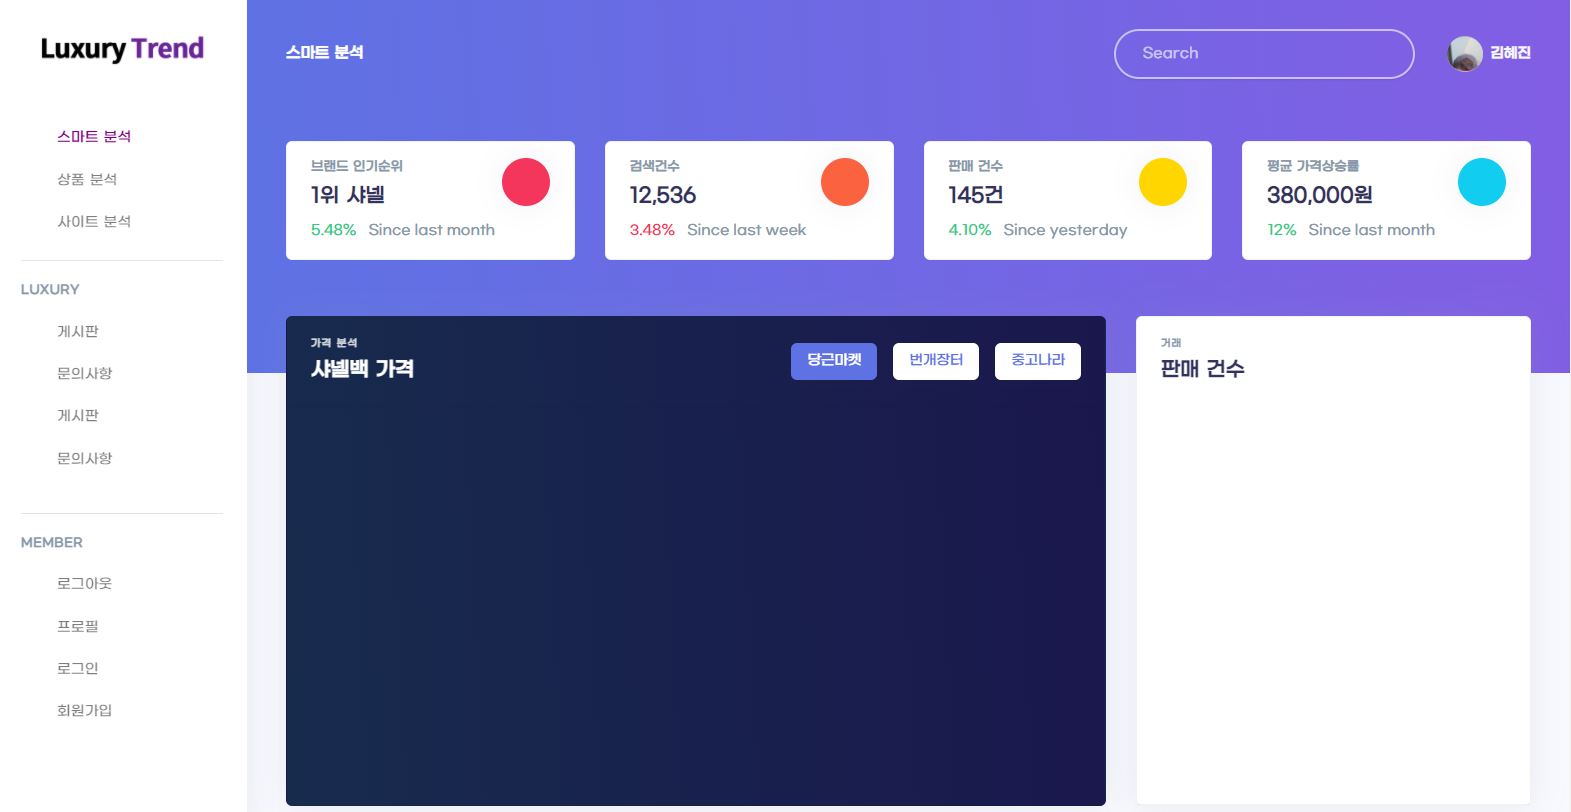 Luxury Trend
스마트 분석
상품 분석
사이트 분석
LUXURY
게시판
문의사항
게시판
문의사항
MEMBER
로그아웃
프로필
로그인
회원가입
스마트 분석
Search
김혜진
브랜드 인기순위
1위 샤넬
5.48% Since last month
검색건수
12,536
3.48% Since last week
판매 건수
145건
4.10% Since yesterday
평균 가격상승률
380,000원
12% Since last month
가격 분석
샤넬백 가격
당근마켓
번개장터
중고나라
거래
판매 건수